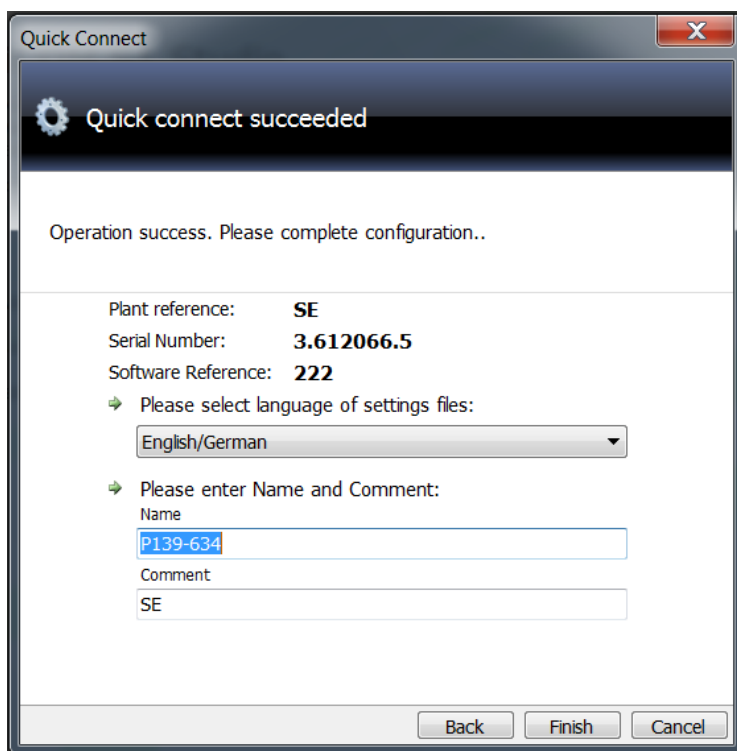 Quick Connect
Quick connect succeeded
Operation success. Please complete configuration..
Plant reference: SE
Serial Number: 3.612066.5
Software Reference: 222
Please select language of settings files:
English/German
Please enter Name and Comment:
Name
P139-634
Comment
SE
Back Finish Cancel